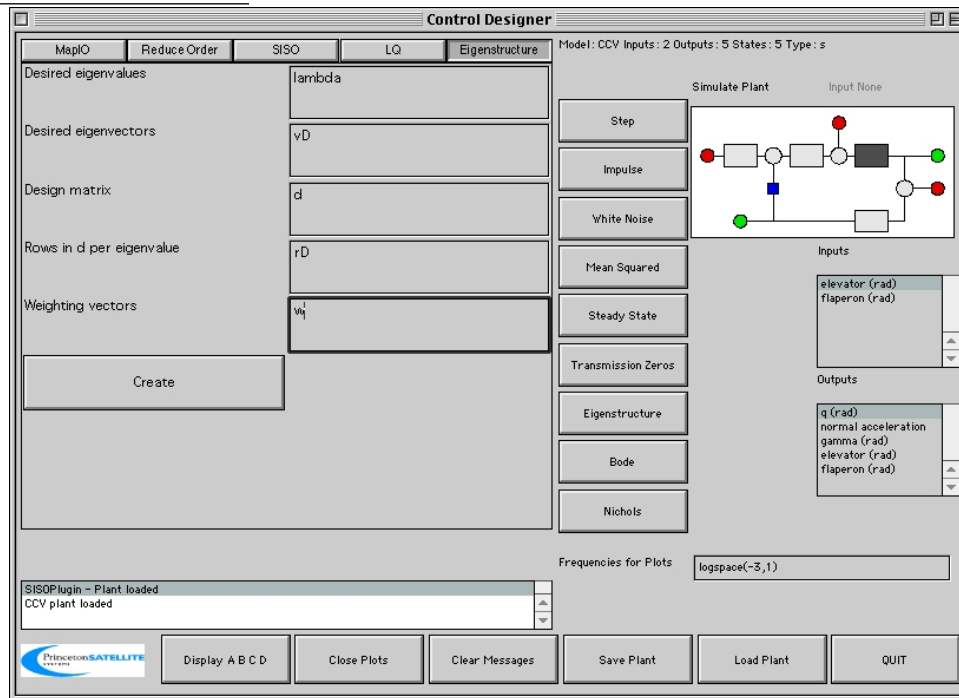 Control Designer
MapIO
Reduce Order
SISO
LQ
Eigenstructure
Model: CCV Inputs: 2 Outputs: 5 States: 5 Type: s
Desired eigenvalues
lambda
Desired eigenvectors
vD
Design matrix
d
Rows in d per eigenvalue
rD
Weighting vectors
w
Create
Simulate Plant
Input None
Step
Impulse
White Noise
Mean Squared
Steady State
Transmission Zeros
Eigenstructure
Bode
Nichols
Inputs
elevator (rad)
flaperon (rad)
Outputs
q (rad)
normal acceleration
gamma (rad)
elevator (rad)
flaperon (rad)
Frequencies for Plots
logspace(-3,1)
SISOPlugin - Plant loaded
CCV plant loaded
Princeton SATELLITE
SYSTEMS
Display A B C D
Close Plots
Clear Messages
Save Plant
Load Plant
QUIT